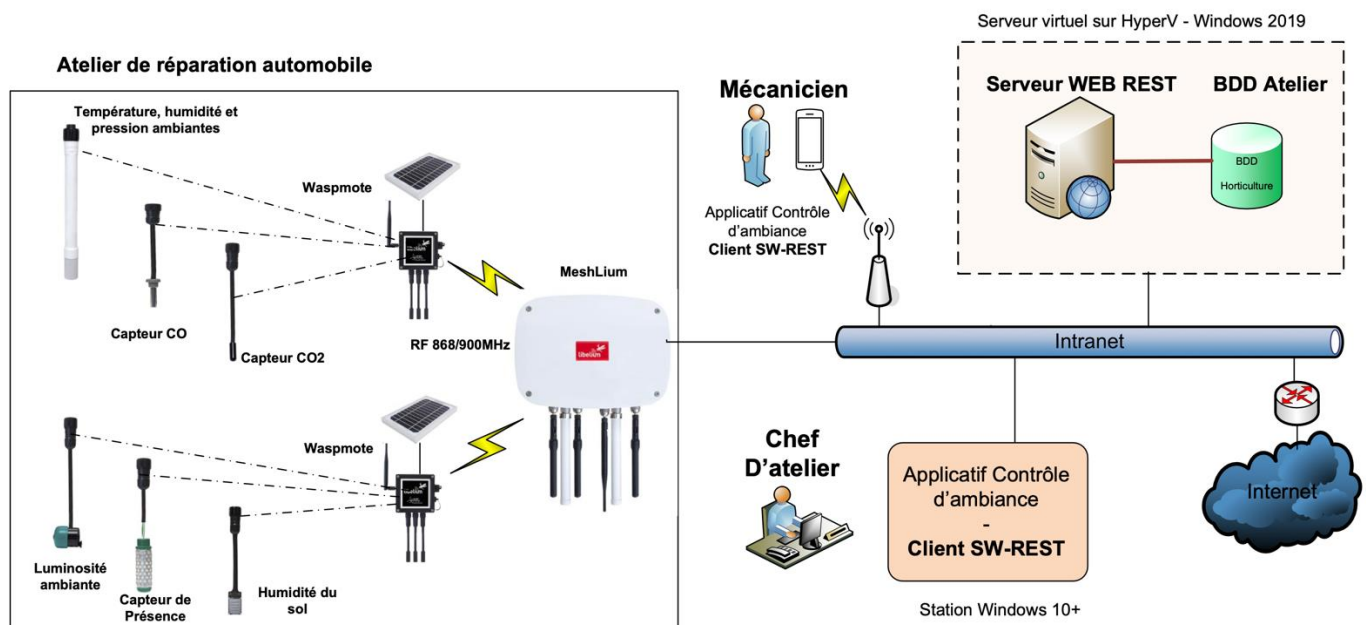 Serveur virtuel sur HyperV - Windows 2019
Atelier de réparation automobile
Température, humidité et
pression ambiantes
Waspmote
Capteur CO
Capteur CO2
MeshLium
RF 868/900MHz
libelium
Waspmote
Luminosité
ambiante
Capteur de
Présence
Humidité du
sol
Mécanicien
Applicatif Contrôle
d'ambiance
Client SW-REST
Serveur WEB REST
BDD Atelier
BDD
Horticulture
Intranet
Chef
D'atelier
Applicatif Contrôle
d'ambiance
-
Client SW-REST
Internet
Station Windows 10+